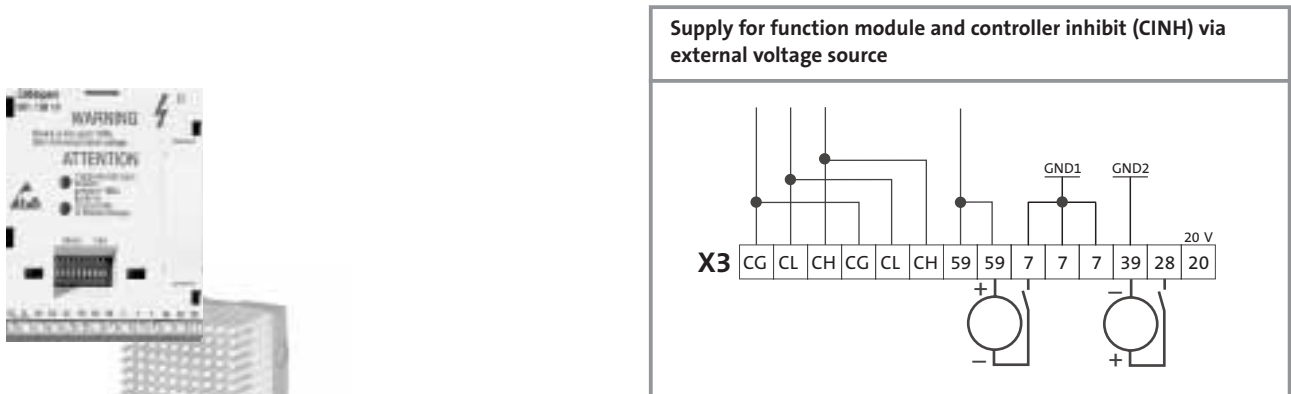 WARNING
ATTENTION
Supply for function module and controller inhibit (CINH) via
external voltage source
GND1 GND2
20 V
X3 CG CL CH CG CL CH 59 59 7 7 7 39 28 20
+ −
− +